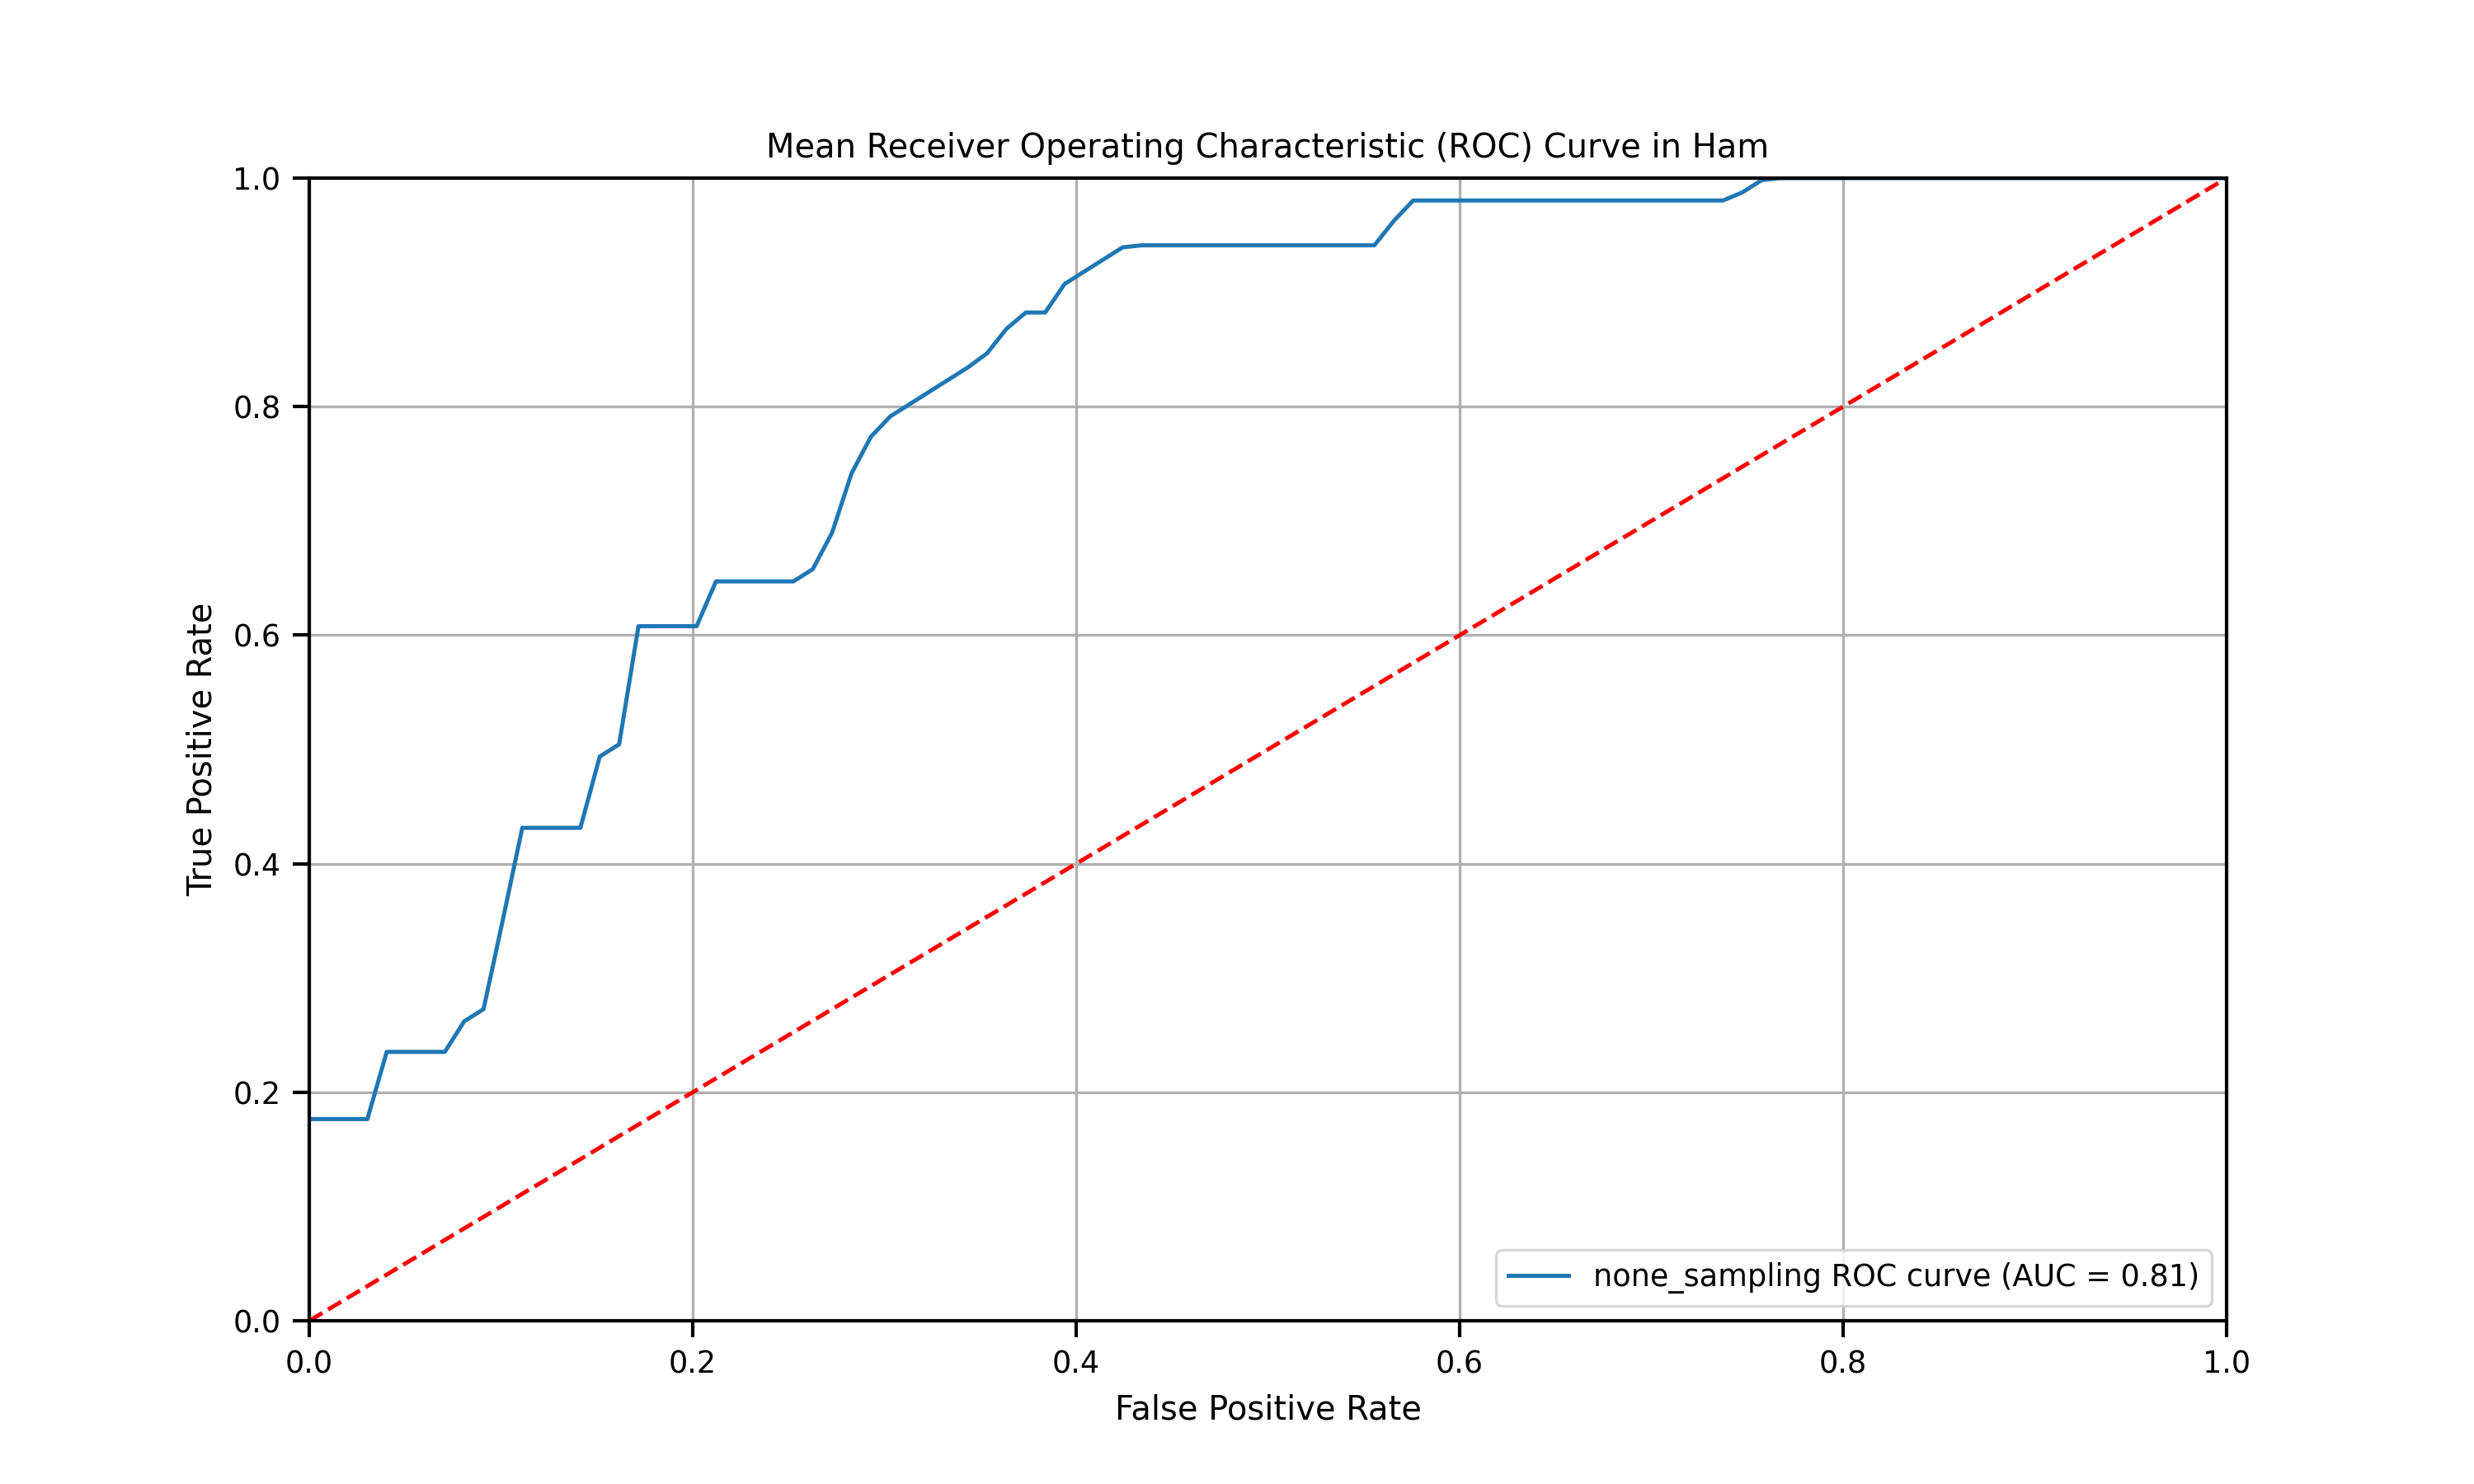 Mean Receiver Operating Characteristic (ROC) Curve in Ham
1.0
0.8
0.6
0.4
0.2
0.0
True Positive Rate
none_sampling ROC curve (AUC = 0.81)
0.0 0.2 0.4 0.6 0.8 1.0
False Positive Rate